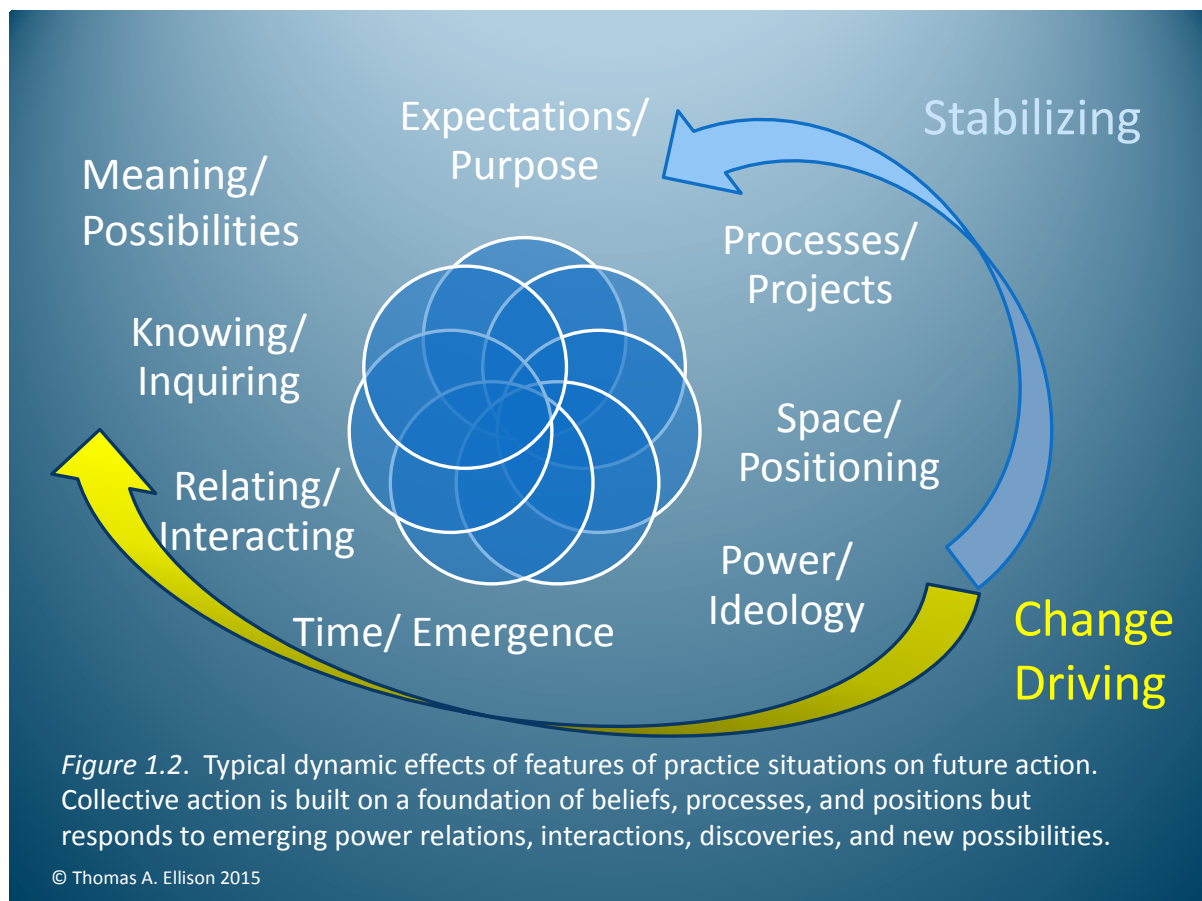 Expectations/
Purpose
Stabilizing
Meaning/
Possibilities
Processes/
Projects
Knowing/
Inquiring
Space/
Positioning
Relating/
Interacting
Power/
Ideology
Time/ Emergence
Change
Driving
Figure 1.2. Typical dynamic effects of features of practice situations on future action.
Collective action is built on a foundation of beliefs, processes, and positions but
responds to emerging power relations, interactions, discoveries, and new possibilities.
© Thomas A. Ellison 2015